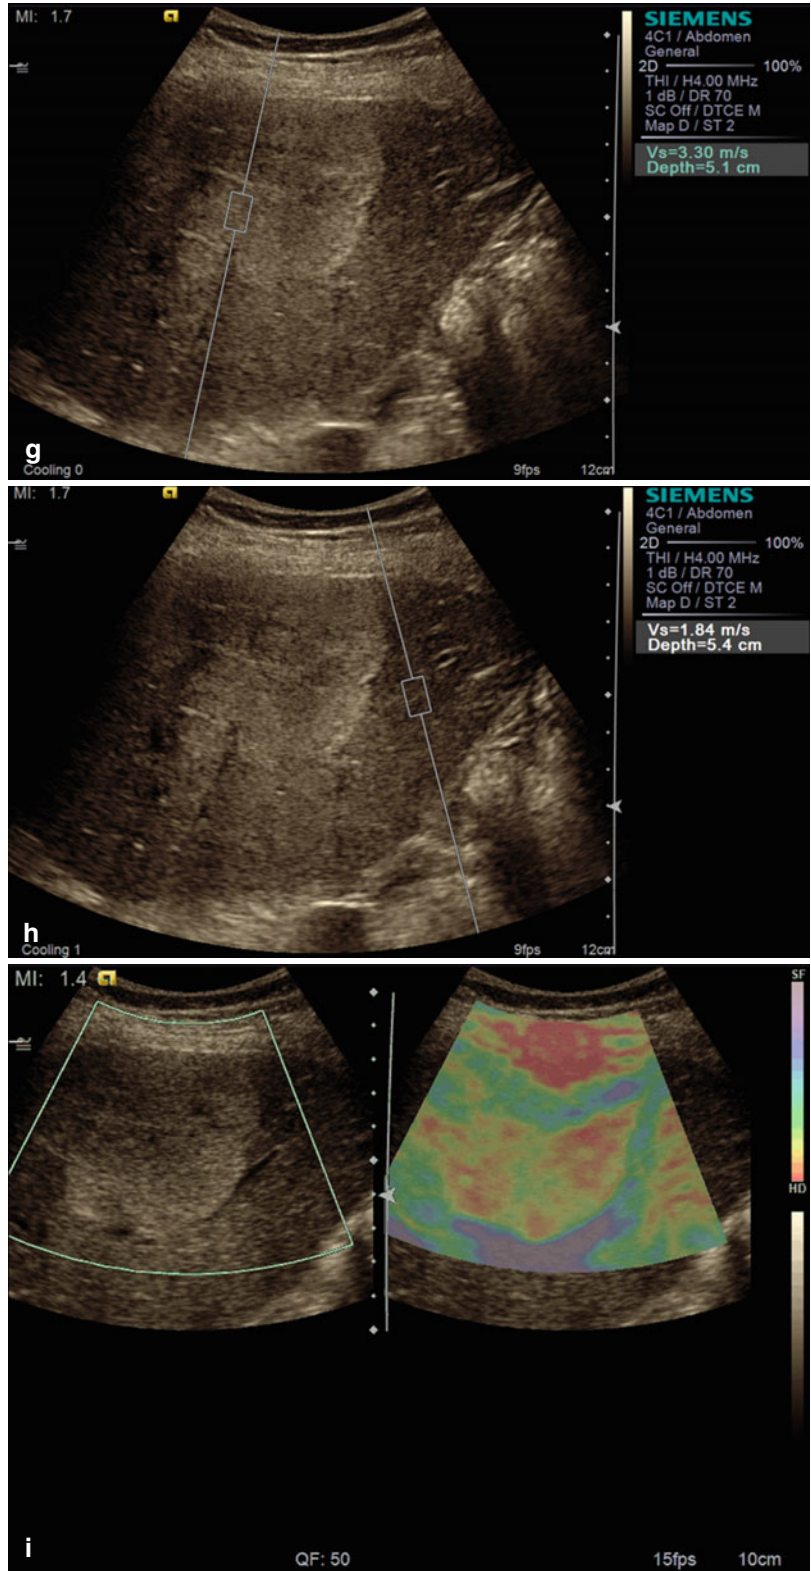 MI: 1.7
SIEMENS
4C1 / Abdomen
General
2D 100%
THI / H4.00 MHz
1 dB / DR 70
SC Off / DTCE M
Map D / ST 2
Vs=3.30 m/s
Depth=5.1 cm
g
Cooling 0 9fps 12cm
MI: 1.7
SIEMENS
4C1 / Abdomen
General
2D 100%
THI / H4.00 MHz
1 dB / DR 70
SC Off / DTCE M
Map D / ST 2
Vs=1.84 m/s
Depth=5.4 cm
h
Cooling 1 9fps 12cm
MI: 1.4
SF
HD
i
QF: 50 15fps 10cm